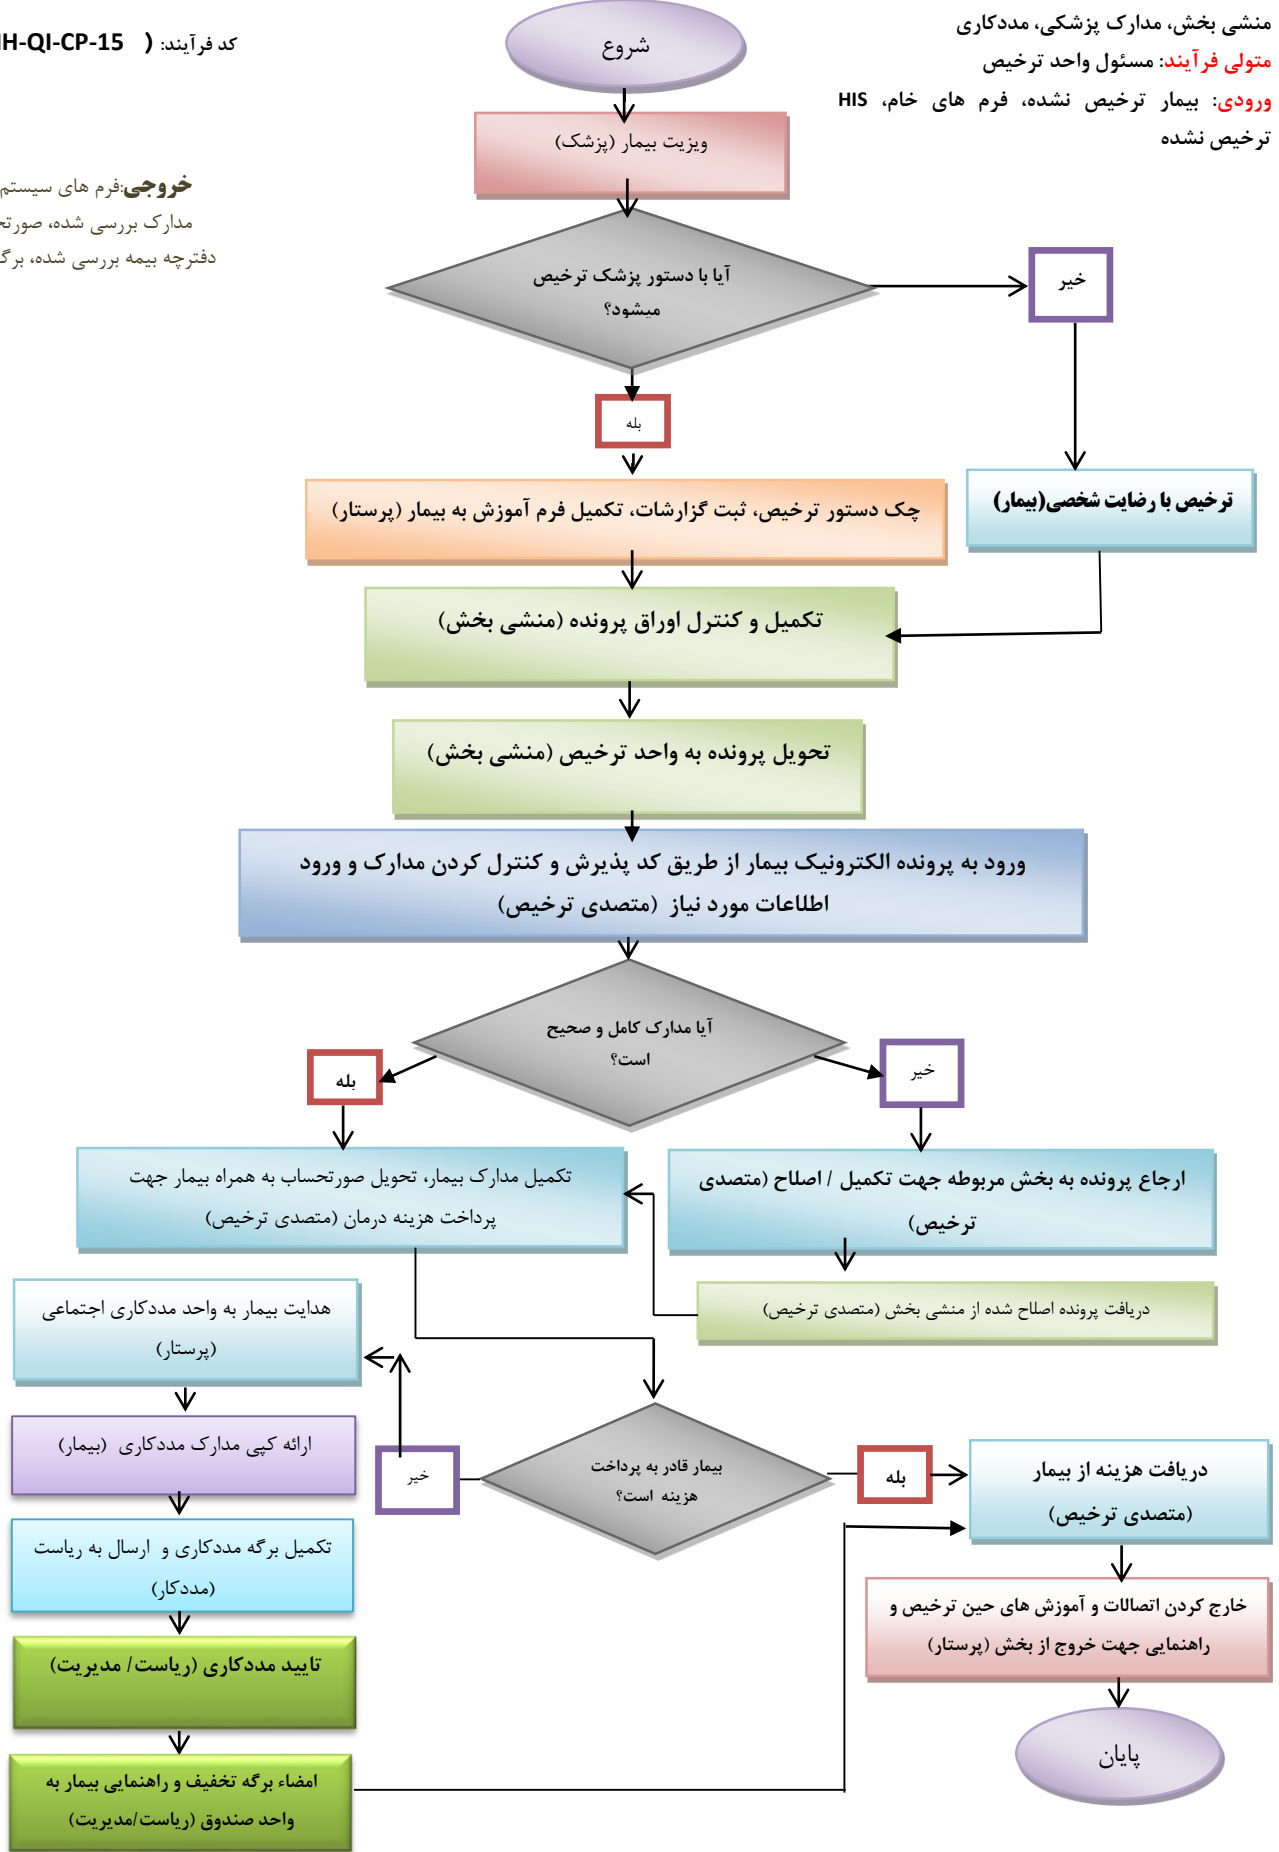 منشی بخش، مدارک پزشکی، مددکاری
متولی فرآیند: مسئول واحد ترخیص
ورودی: بیمار ترخیص نشده، فرم های خام، HIS
ترخیص نشده
کد فرآیند: ( IH-QI-CP-15
خروجی:فرم های سیستم
مدارک بررسی شده،
دفترچه بیمه بررسی شده،
شروع
ویزیت بیمار (پزشک)
آیا با دستور پزشک ترخیص
میشود؟
خیر
بله
ترخیص با رضایت شخصی(بیمار)
چک دستور ترخیص، ثبت گزارشات، تکمیل فرم آموزش به بیمار (پرستار)
تکمیل و کنترل اوراق پرونده (منشی بخش)
تحویل پرونده به واحد ترخیص (منشی بخش)
ورود به پرونده الکترونیک بیمار از طریق کد پذیرش و کنترل کردن مدارک و ورود
اطلاعات مورد نیاز (متصدی ترخیص)
آیا مدارک کامل و صحیح
است؟
خیر
بله
ارجاع پرونده به بخش مربوطه جهت تکمیل / اصلاح (متصدی
ترخیص)
تکمیل مدارک بیمار، تحویل صورتحساب به همراه بیمار جهت
پرداخت هزینه درمان (متصدی ترخیص)
دریافت پرونده اصلاح شده از منشی بخش (متصدی ترخیص)
هدایت بیمار به واحد مددکاری اجتماعی
(پرستار)
ارائه کپی مدارک مددکاری (بیمار)
خیر
بیمار قادر به پرداخت
هزینه است؟
بله
دریافت هزینه از بیمار
(متصدی ترخیص)
تکمیل برگه مددکاری و ارسال به ریاست
(مددکار)
خارج کردن اتصالات و آموزش های حین ترخیص و
راهنمایی جهت خروج از بخش (پرستار)
تایید مددکاری (ریاست/ مدیریت)
پایان
امضاء برگه تخفیف و راهنمایی بیمار به
واحد صندوق (ریاست/مدیریت)